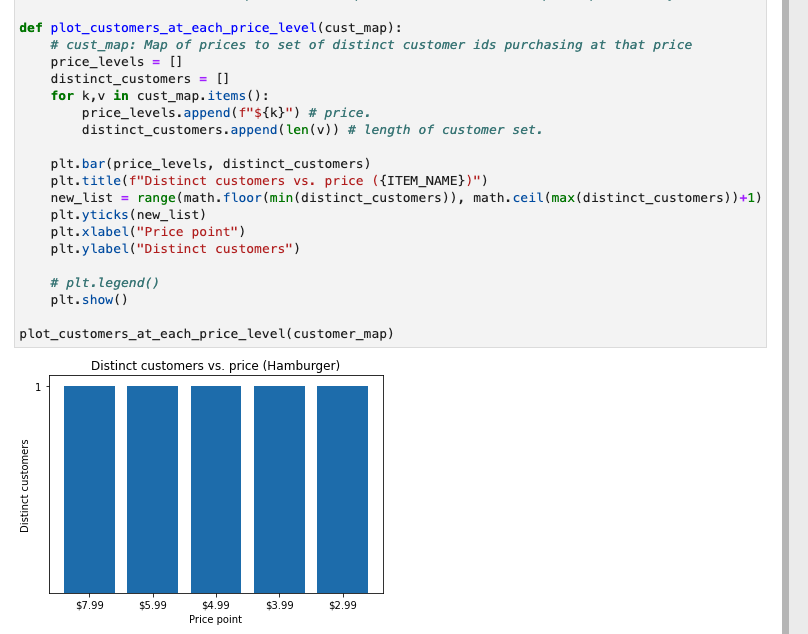 def plot_customers_at_each_price_level(cust_map):
    # cust_map: Map of prices to set of distinct customer ids purchasing at that price
    price_levels = []
    distinct_customers = []
    for k,v in cust_map.items():
        price_levels.append(f"${k}") # price.
        distinct_customers.append(len(v)) # length of customer set.

    plt.bar(price_levels, distinct_customers)
    plt.title(f"Distinct customers vs. price ({ITEM_NAME})")
    new_list = range(math.floor(min(distinct_customers)), math.ceil(max(distinct_customers))+1)
    plt.yticks(new_list)
    plt.xlabel("Price point")
    plt.ylabel("Distinct customers")

    # plt.legend()
    plt.show()

plot_customers_at_each_price_level(customer_map)
Distinct customers vs. price (Hamburger)
1
Distinct customers
$7.99 $5.99 $4.99 $3.99 $2.99
Price point